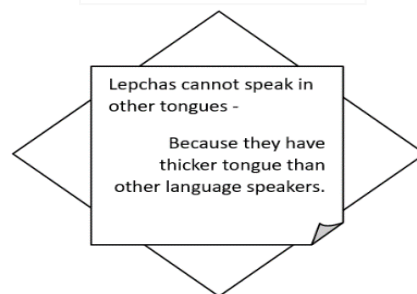 Lepchas cannot speak in
other tongues -
Because they have
thicker tongue than
other language speakers.